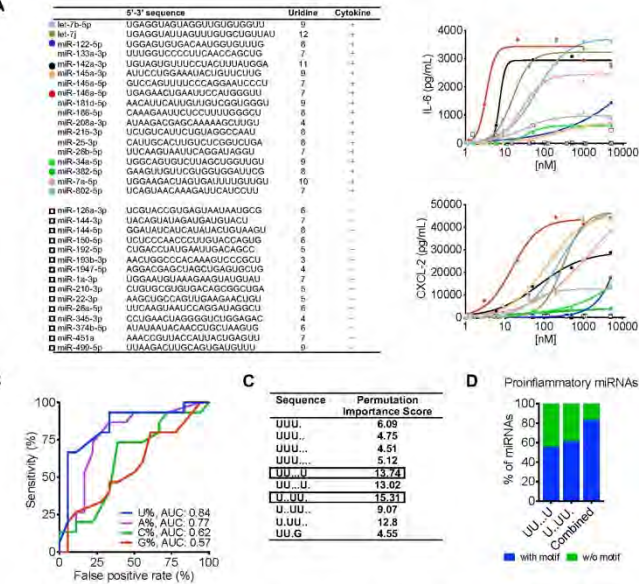 A
5'-3' sequence Uridine Cytokine
let-7b-5p UGAGGUAGUAGGUUGUGUGGUU 9 +
let-7j UGAGGUAUUAGUUUGUGCUGUUAU 12 +
miR-122-5p UGGAGUGUGACAAUGGUGUUUG 8 +
miR-133a-3p UUUGGUCCCCUUCAACCAGCUG 7 +
miR-142a-3p UGUAGUGUUUCCUACUUUAUGGA 11 +
miR-145a-3p AUUCCUGGAAAUACUGUUCUUG 9 +
miR-145a-5p GUCCAGUUUUCCCAGGAAUCCCU 7 +
miR-146a-5p UGAGAACUGAAUUCCAUGGGUU 7 +
miR-181d-5p AACAUUCAUUGUUGUCGGUGGGU 9 +
miR-186-5p CAAAGAAUUCUCCUUUUGGGCU 8 +
miR-208a-3p AUAAGACGAGCAAAAAGCUUGU 4 +
miR-215-3p UCUGUCAUUCUGUAGGCCAAU 8 +
miR-25-3p CAUUGCACUUGUCUCGGUCUGA 8 +
miR-26b-5p UUCAAGUAAUUCAGGAUAGGU 7 +
miR-34a-5p UGGCAGUGUCUUAGCUGGUUGU 9 +
miR-382-5p GAAGUUGUUCGUGGUGGAUUCG 8 +
miR-7a-5p UGGAAGACUAGUGAUUUUGUUGU 10 +
miR-802-5p UCAGUAACAAAGAUUCAUCCUU 7 +
miR-126a-3p UCGUACCGUGAGUAAUAAUGCG 6 –
miR-144-3p UACAGUAUAGAUGAUGUACU 7 –
miR-144-5p GGAUAUCAUCAUAUACUGUAAGU 8 –
miR-150-5p UCUCCCAACCCUUGUACCAGUG 6 –
miR-192-5p CUGACCUAUGAAUUGACAGCC 5 –
miR-193b-3p AACUGGCCCACAAAGUCCCGCU 3 –
miR-1947-5p AGGACGAGCUAGCUGAGUGCUG 4 –
miR-1a-3p UGGAAUGUAAAGAAGUAUGUAU 7 –
miR-210-3p CUGUGCGUGUGACAGCGGCUGA 5 –
miR-22-3p AAGCUGCCAGUUGAAGAACUGU 5 –
miR-26a-5p UUCAAGUAAUCCAGGAUAGGCU 6 –
miR-345-3p CCUGAACUAGGGGUCUGGAGAC 4 –
miR-374b-5p AUAUAAUACAACCUGCUAAGUG 6 –
miR-451a AAACCGUUACCAUUACUGAGUU 7 –
miR-499-5p UUAAGACUUGCAGUGAUGUUU 9 –
IL-6 (pg/mL)
4000
3000
2000
1000
0
1 10 100 1000 10000
[nM]
CXCL-2 (pg/mL)
50000
40000
30000
20000
10000
0
1 10 100 1000 10000
[nM]
Sensitivity (%)
100
75
50
25
0
0 25 50 75 100
False positive rate (%)
U%, AUC: 0.84
A%, AUC: 0.77
C%, AUC: 0.62
G%, AUC: 0.57
C
Sequence Permutation
Importance Score
UUU. 6.09
UUU.. 4.75
UUU... 4.51
UUU.... 5.12
UU...U 13.74
UU...U. 13.02
U..UU. 15.31
U..UU.. 9.07
U.UU.. 12.8
UU.G 4.55
D Proinflammatory miRNAs
% of miRNAs
100
80
60
40
20
0
UU...U
U..UU.
Combined
with motif w/o motif